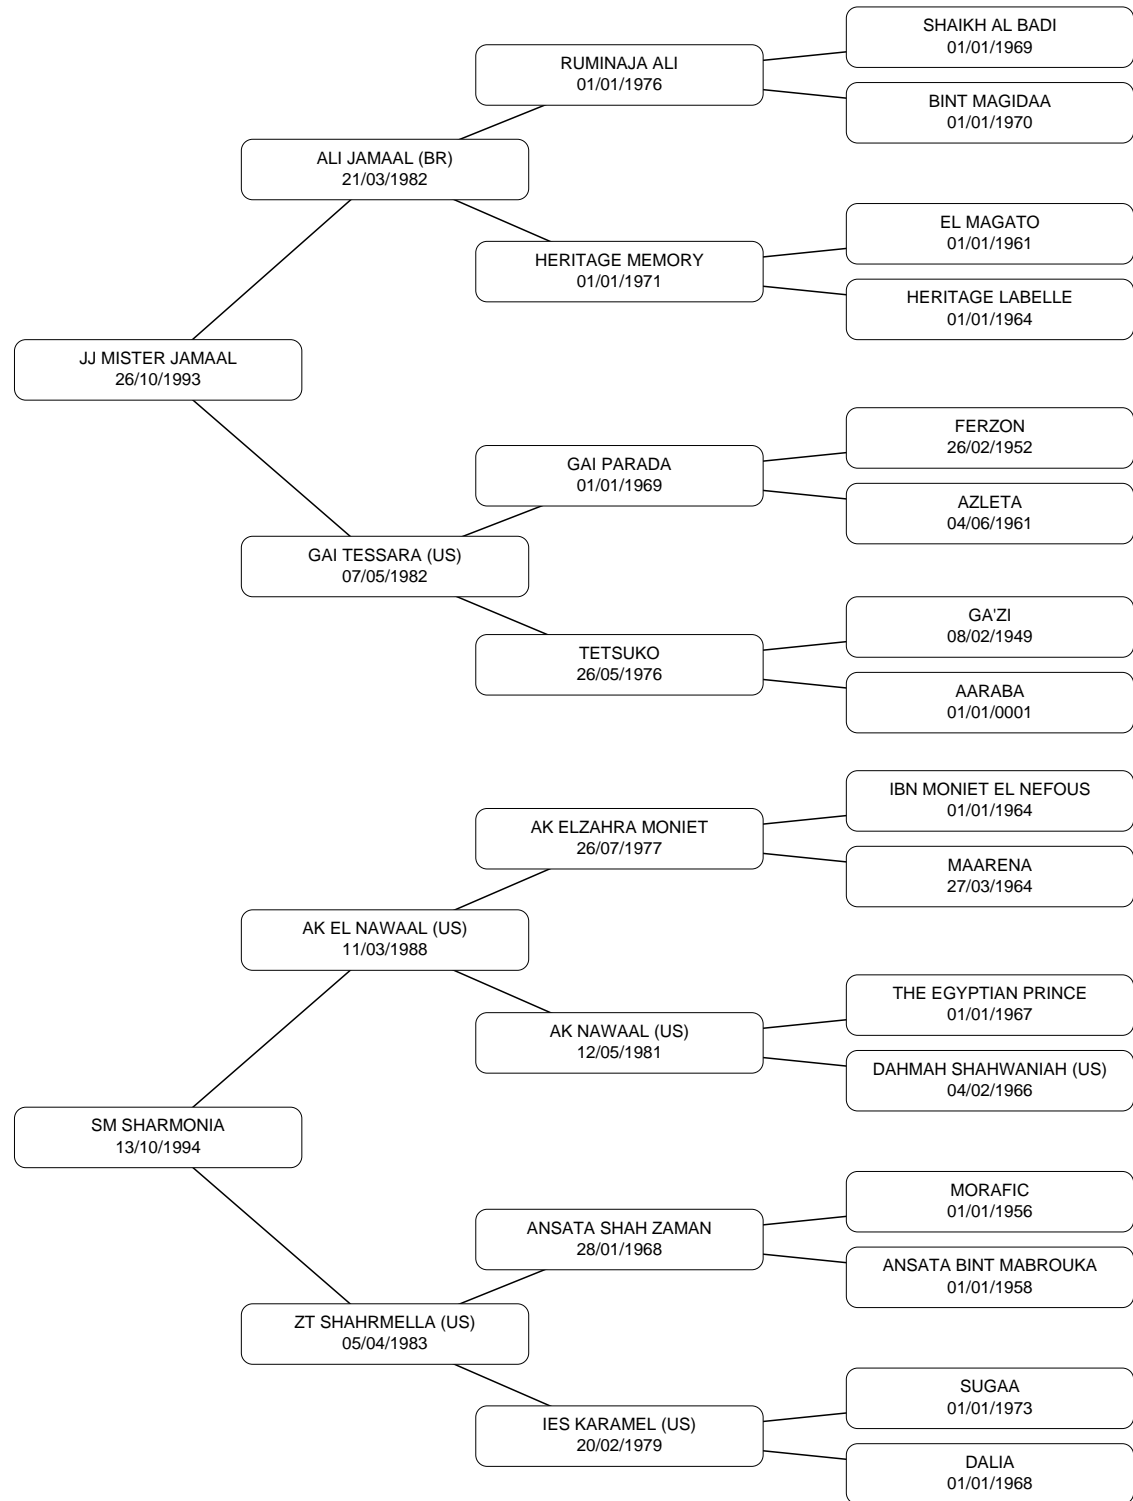 SHAIKH AL BADI
01/01/1969
RUMINAJA ALI
01/01/1976
BINT MAGIDAA
01/01/1970
ALI JAMAAL (BR)
21/03/1982
EL MAGATO
01/01/1961
HERITAGE MEMORY
01/01/1971
HERITAGE LABELLE
01/01/1964
JJ MISTER JAMAAL
26/10/1993
FERZON
26/02/1952
GAI PARADA
01/01/1969
AZLETA
04/06/1961
GAI TESSARA (US)
07/05/1982
GA'ZI
08/02/1949
TETSUKO
26/05/1976
AARABA
01/01/0001
IBN MONIET EL NEFOUS
01/01/1964
AK ELZAHRA MONIET
26/07/1977
MAARENA
27/03/1964
AK EL NAWAAL (US)
11/03/1988
THE EGYPTIAN PRINCE
01/01/1967
AK NAWAAL (US)
12/05/1981
DAHMAH SHAHWANIAH (US)
04/02/1966
SM SHARMONIA
13/10/1994
MORAFIC
01/01/1956
ANSATA SHAH ZAMAN
28/01/1968
ANSATA BINT MABROUKA
01/01/1958
ZT SHAHRMELLA (US)
05/04/1983
SUGAA
01/01/1973
IES KARAMEL (US)
20/02/1979
DALIA
01/01/1968